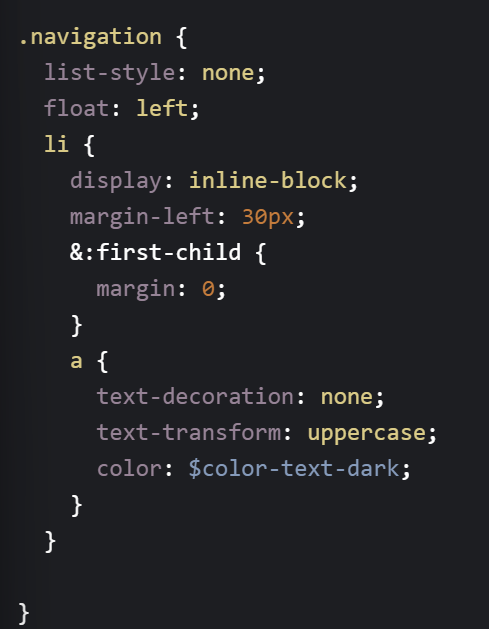 .navigation {
  list-style: none;
  float: left;
  li {
    display: inline-block;
    margin-left: 30px;
    &:first-child {
      margin: 0;
    }
    a {
      text-decoration: none;
      text-transform: uppercase;
      color: $color-text-dark;
    }
  }

}